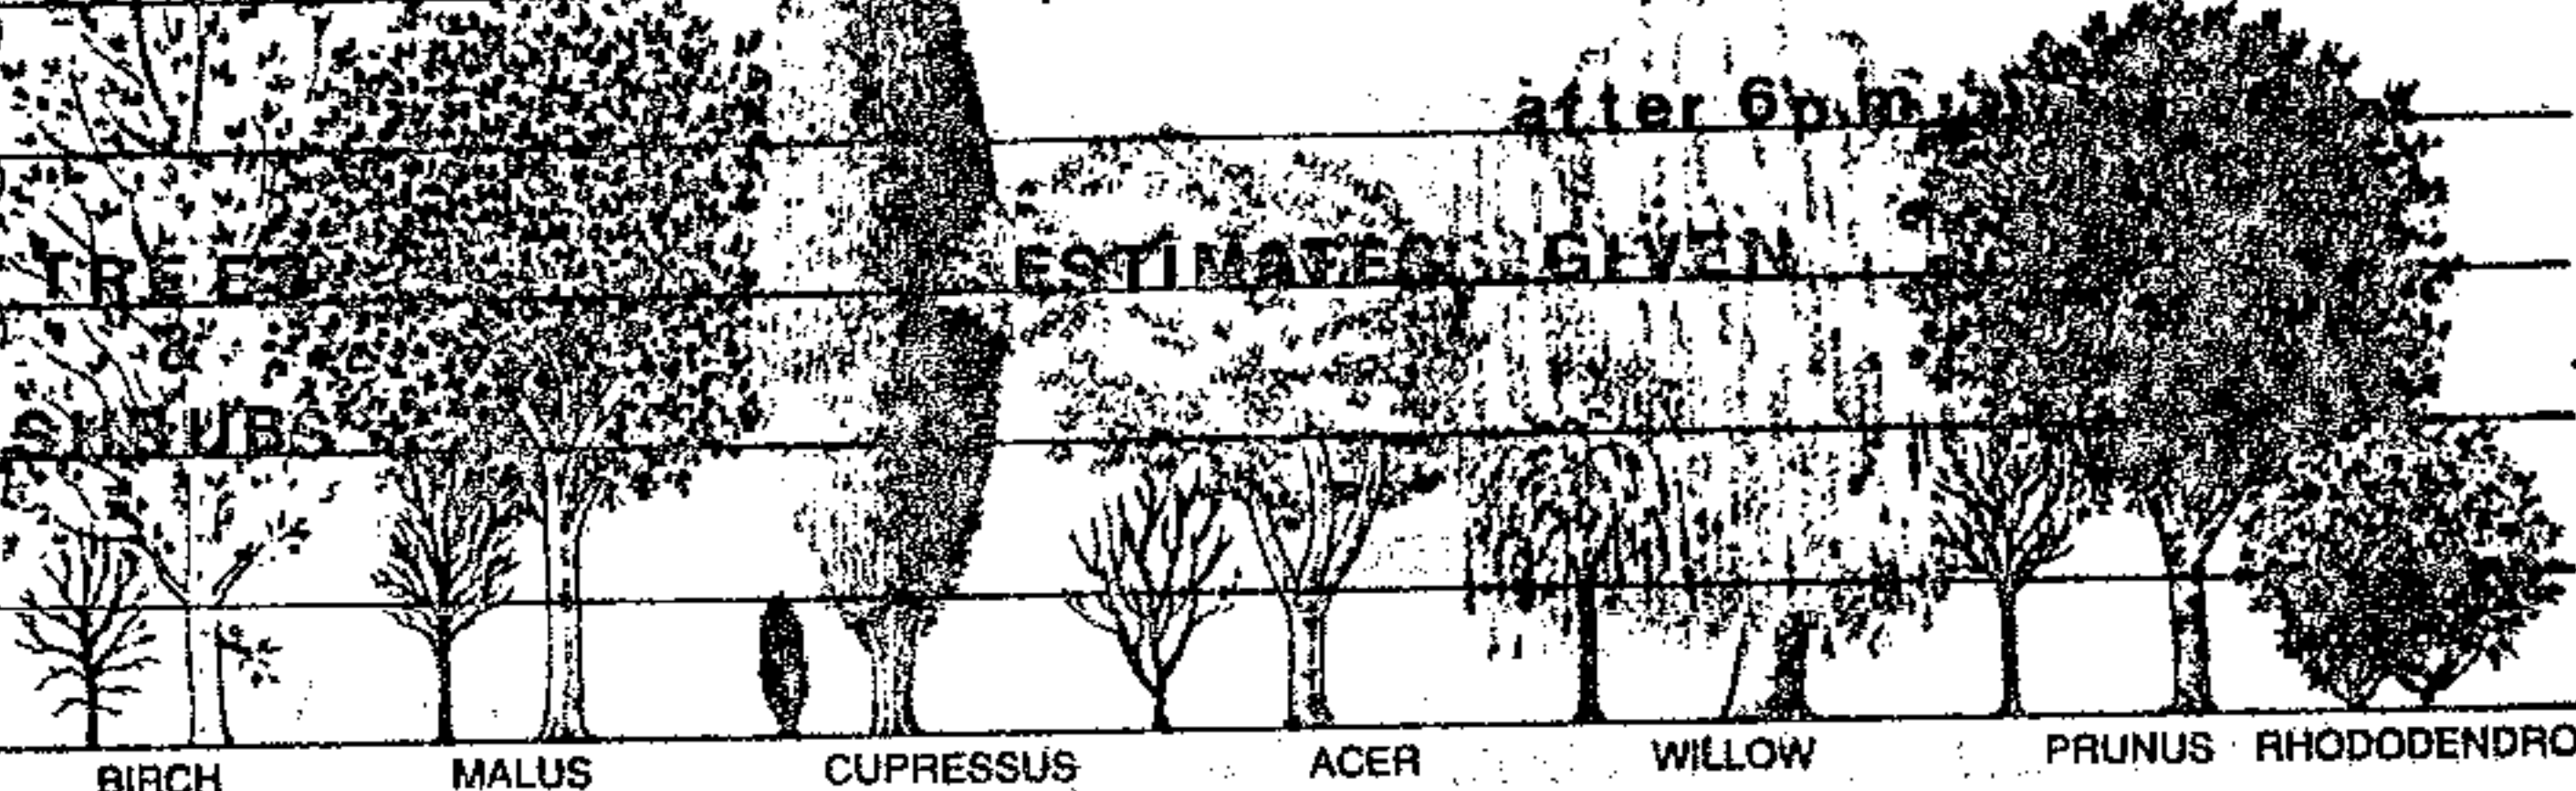 after 6p.m.
ESTIMATES GIVEN
TREES
&
SHRUBS
BIRCH MALUS CUPRESSUS ACER WILLOW PRUNUS RHODODENDRO